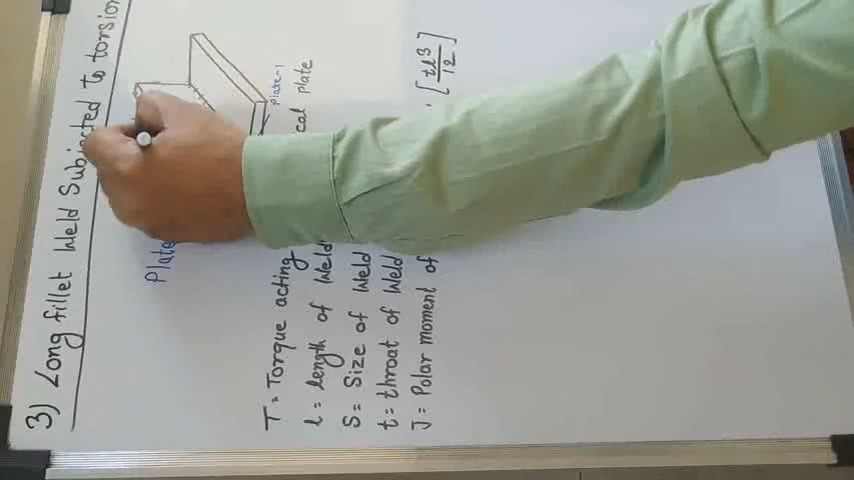 3) Long fillet Weld Subjected to torsion
Plate-1
Plate
T = Torque acting cal plate
l = length of Weld
S = Size of Weld
t = throat of Weld
J = Polar moment of [tl³/12]